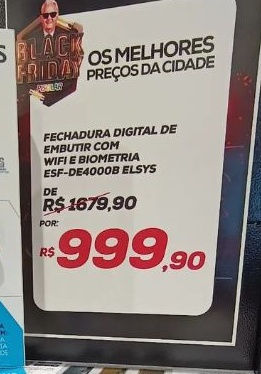 BLACK
FRIDAY
POPULAR
OS MELHORES
PREÇOS DA CIDADE
FECHADURA DIGITAL DE
EMBUTIR COM
WIFI E BIOMETRIA
ESF-DE4000B ELSYS
DE
R$ 1679,90
POR:
R$ 999,90